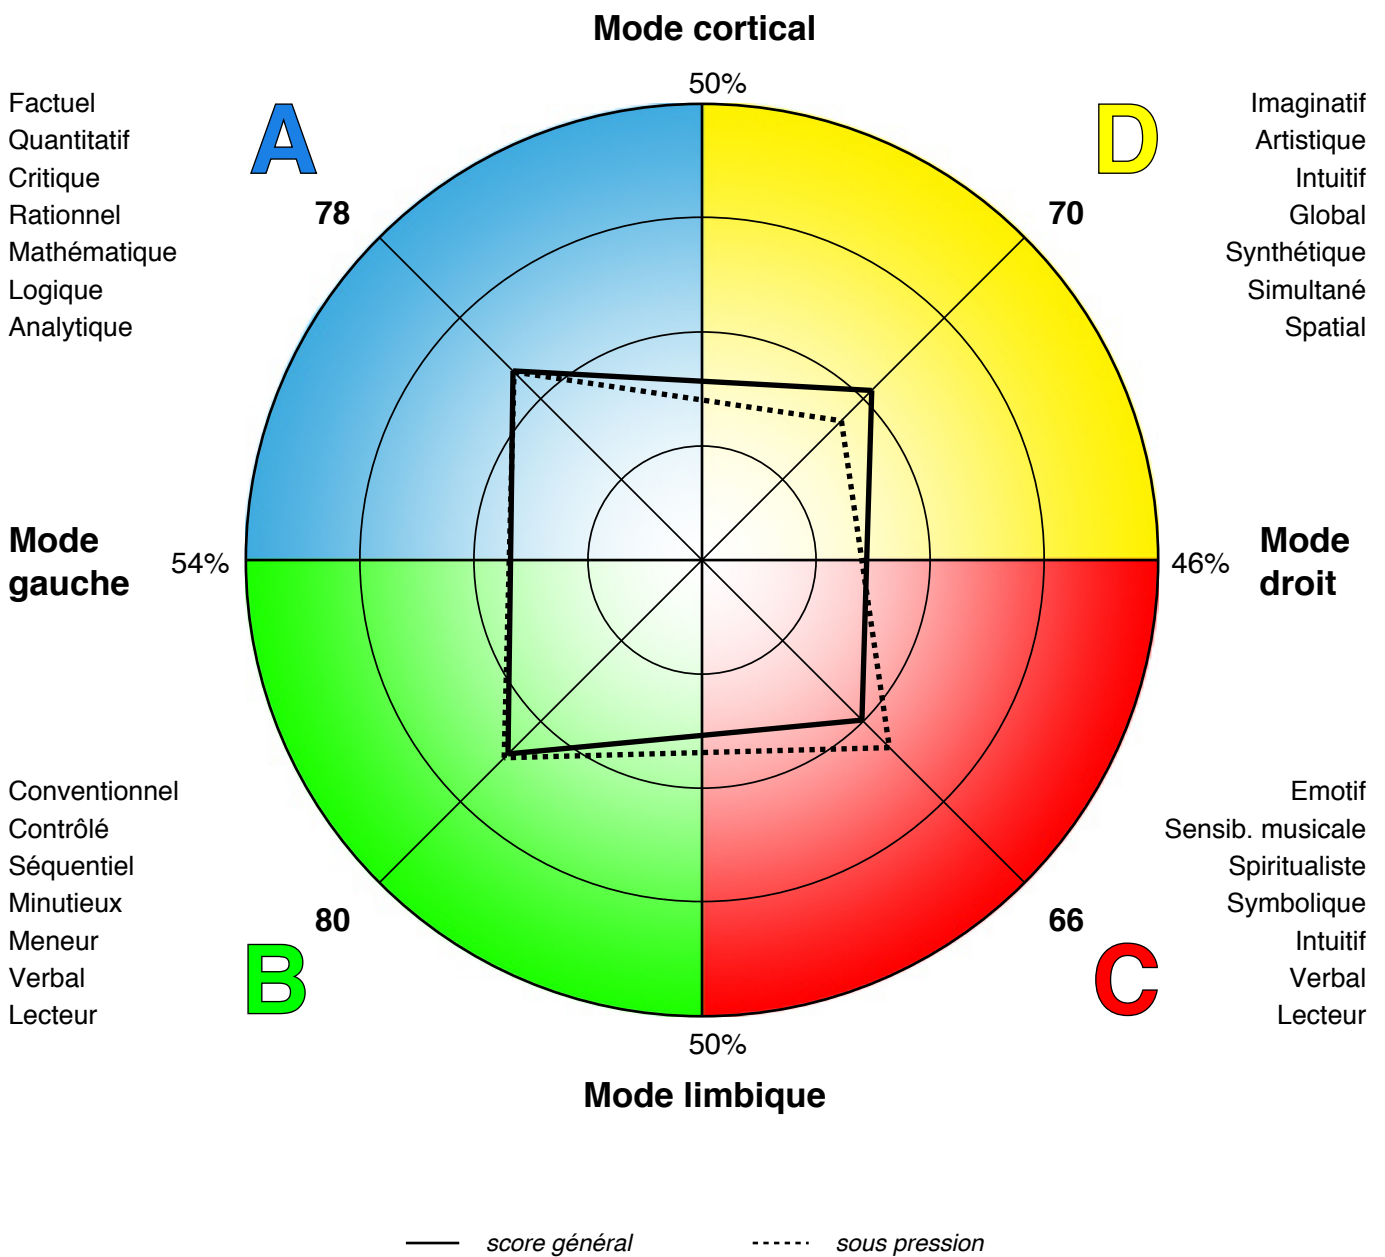 Mode cortical
50%
Factuel
Quantitatif
Critique
Rationnel
Mathématique
Logique
Analytique
A
78
D
70
Imaginatif
Artistique
Intuitif
Global
Synthétique
Simultané
Spatial
Mode
gauche
54%
46%
Mode
droit
Conventionnel
Contrôlé
Séquentiel
Minutieux
Meneur
Verbal
Lecteur
80
B
66
C
Emotif
Sensib. musicale
Spiritualiste
Symbolique
Intuitif
Verbal
Lecteur
50%
Mode limbique
score général
sous pression